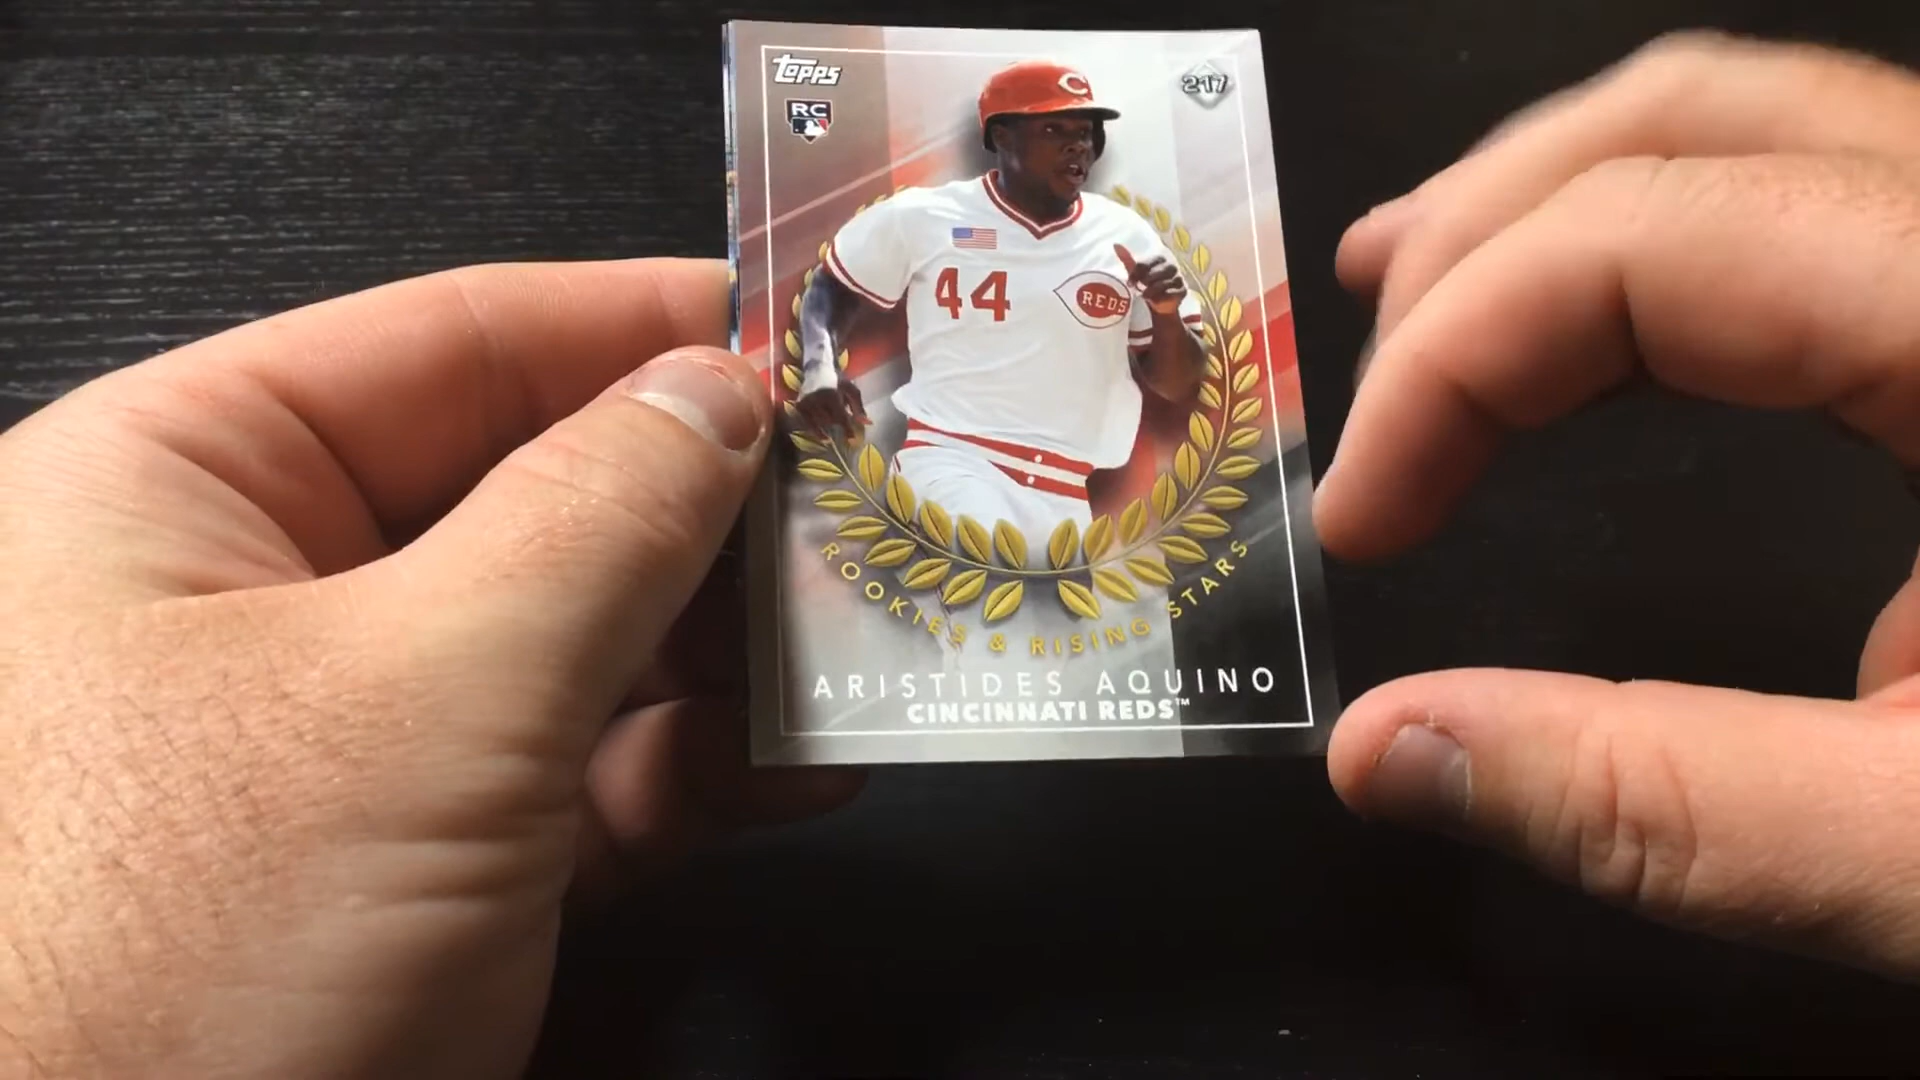 Topps
217
RC
C
44
REDS
ROOKIES & RISING STARS
ARISTIDES AQUINO
CINCINNATI REDS™